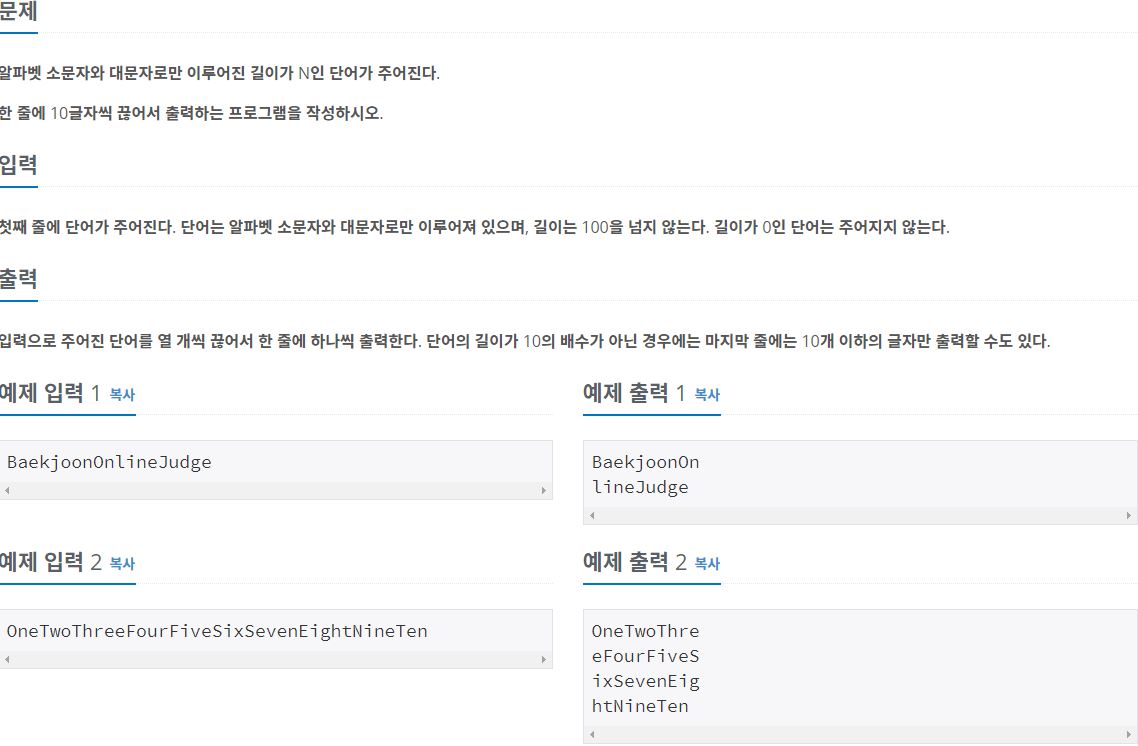 문제
알파벳 소문자와 대문자로만 이루어진 길이가 N인 단어가 주어진다.
한 줄에 10글자씩 끊어서 출력하는 프로그램을 작성하시오.
입력
첫째 줄에 단어가 주어진다. 단어는 알파벳 소문자와 대문자로만 이루어져 있으며, 길이는 100을 넘지 않는다. 길이가 0인 단어는 주어지지 않는다.
출력
입력으로 주어진 단어를 열 개씩 끊어서 한 줄에 하나씩 출력한다. 단어의 길이가 10의 배수가 아닌 경우에는 마지막 줄에는 10개 이하의 글자만 출력할 수도 있다.
예제 입력 1 복사
BaekjoonOnlineJudge
예제 출력 1 복사
BaekjoonOn
lineJudge
예제 입력 2 복사
OneTwoThreeFourFiveSixSevenEightNineTen
예제 출력 2 복사
OneTwoThre
eFourFiveS
ixSevenEig
htNineTen